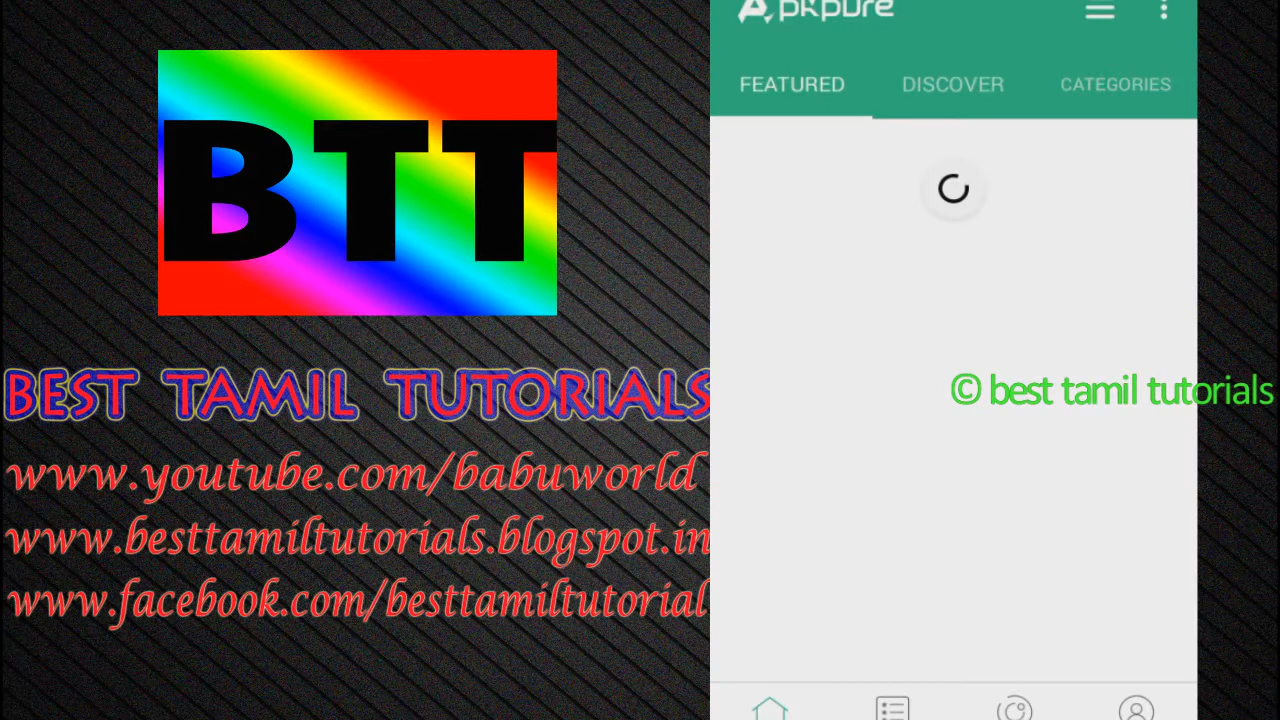 BTT
BEST TAMIL TUTORIALS
www.youtube.com/babuworld
www.besttamiltutorials.blogspot.in
www.facebook.com/besttamiltutorial
Apkpure
FEATURED DISCOVER CATEGORIES
© best tamil tutorials